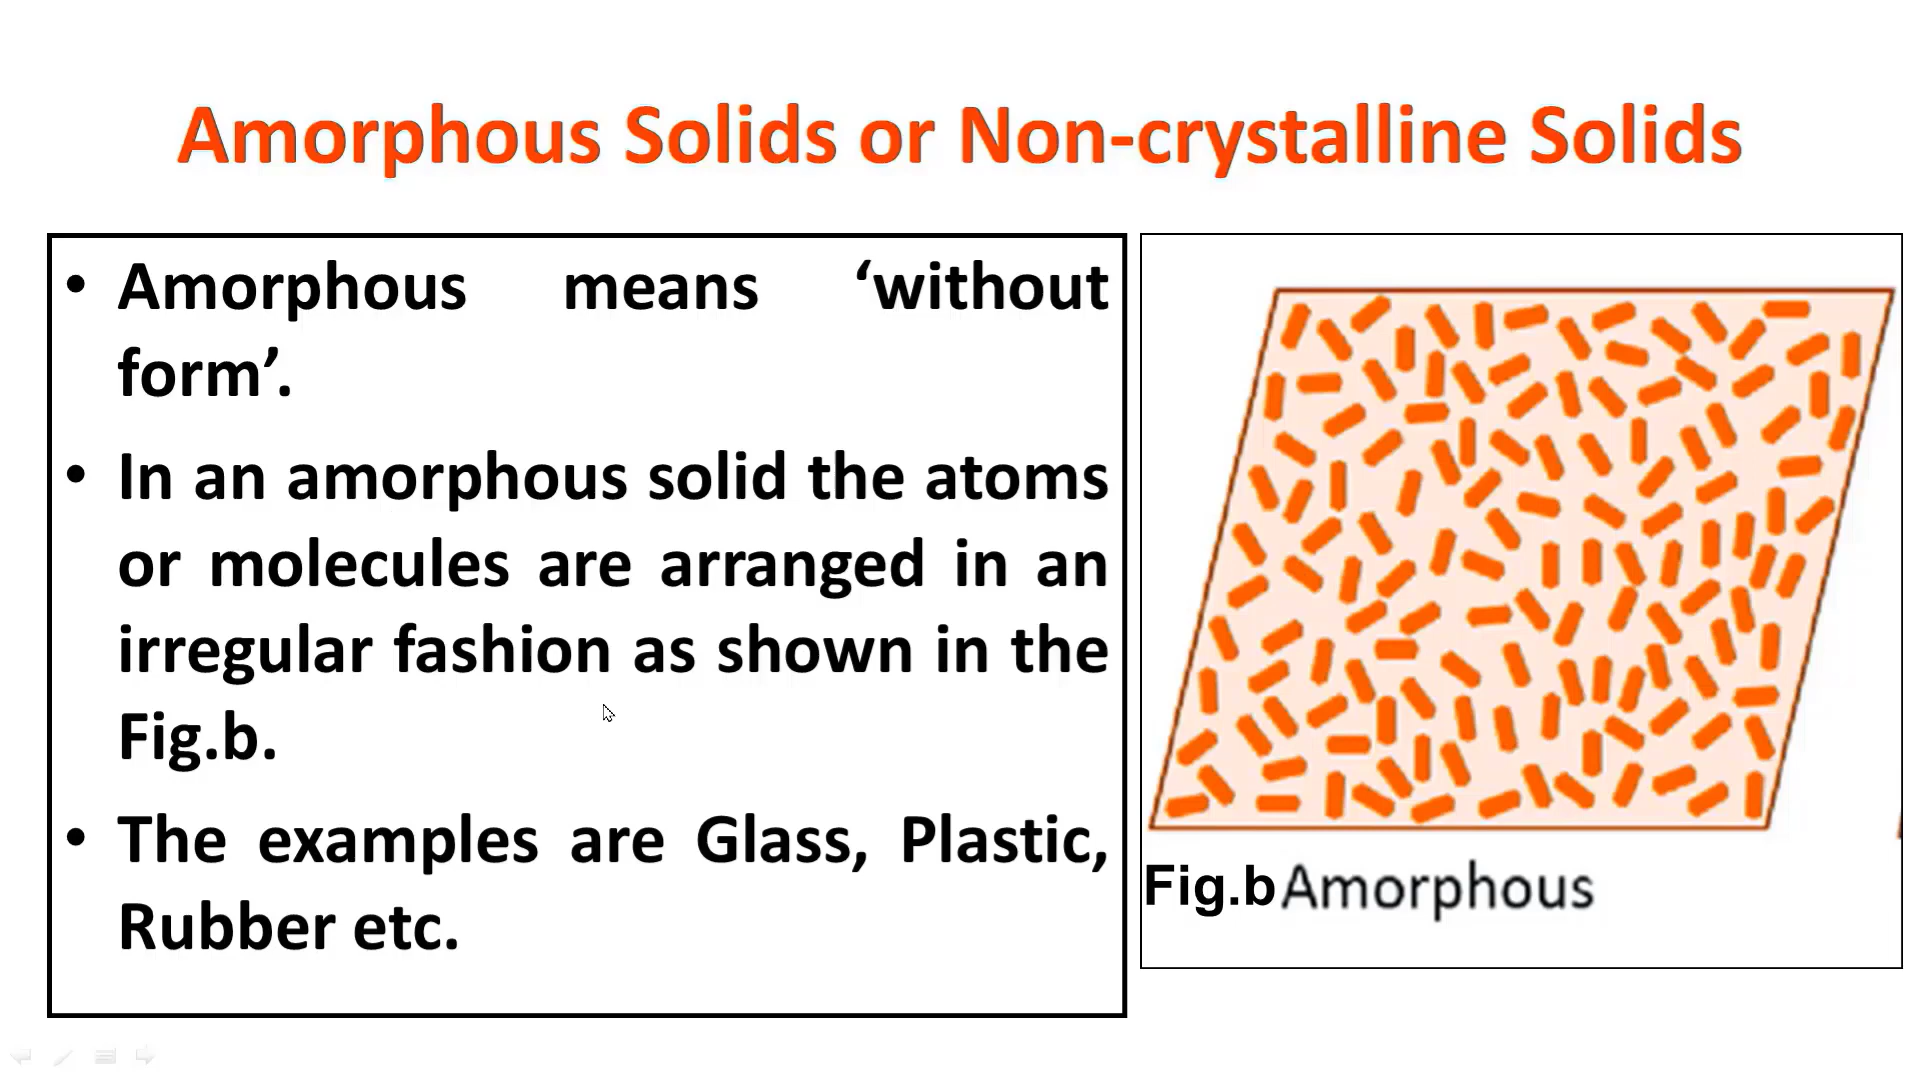 Amorphous Solids or Non-crystalline Solids
• Amorphous means ‘without
form’.
• In an amorphous solid the atoms
or molecules are arranged in an
irregular fashion as shown in the
Fig.b.
• The examples are Glass, Plastic,
Rubber etc.
Fig.b Amorphous